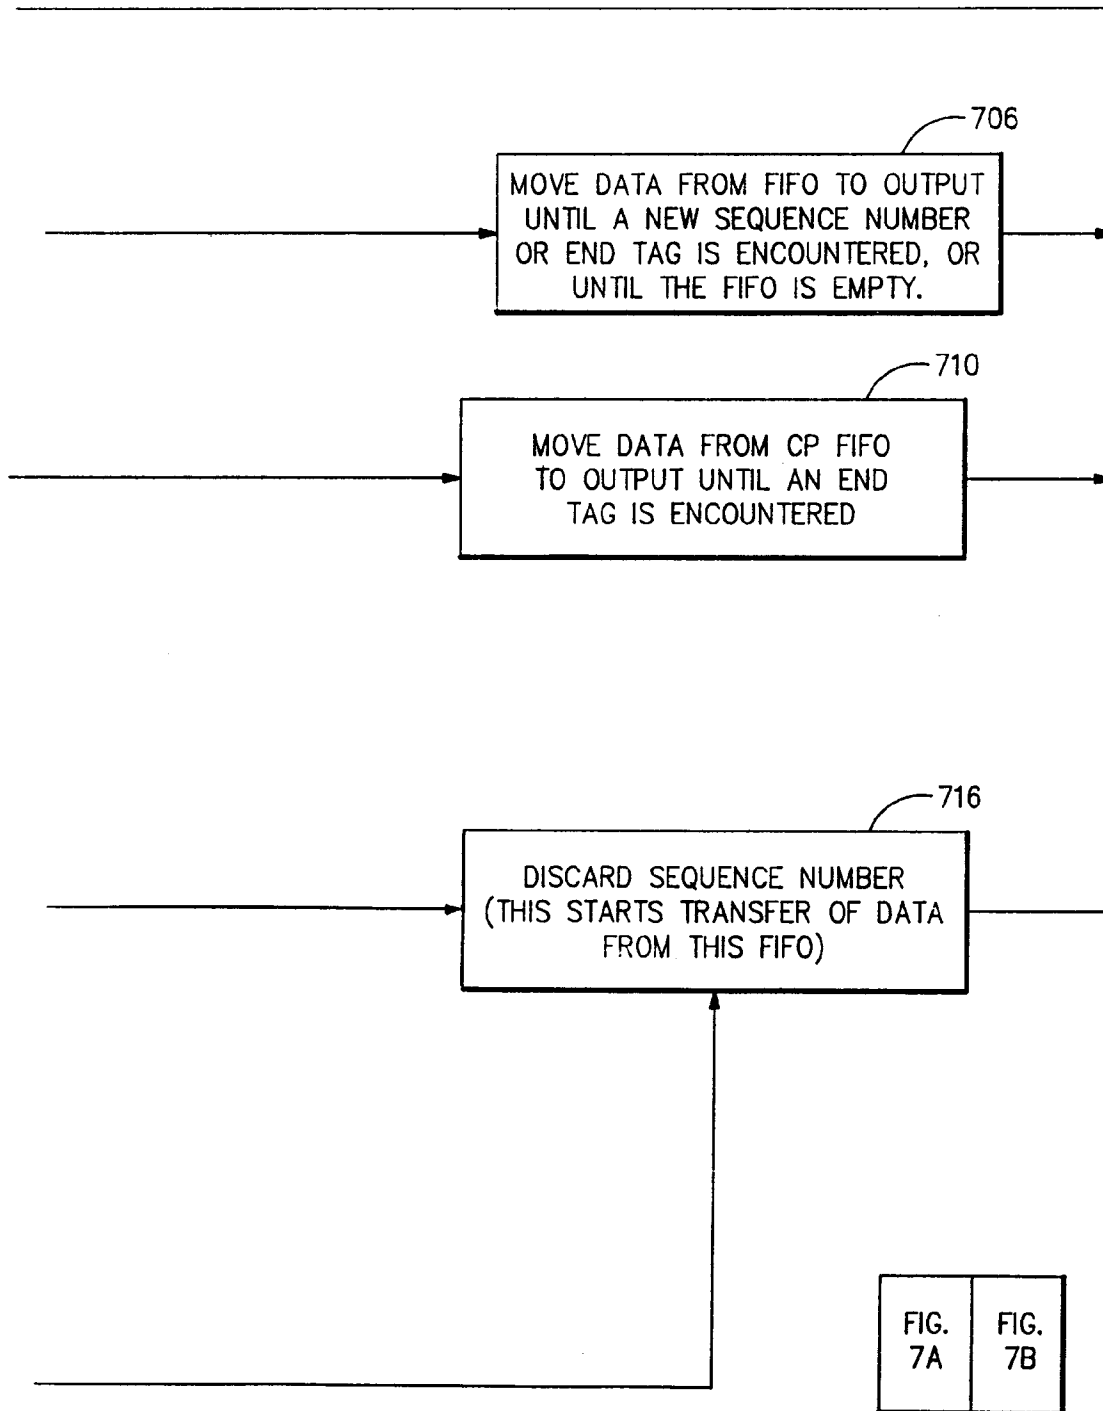 706
MOVE DATA FROM FIFO TO OUTPUT
UNTIL A NEW SEQUENCE NUMBER
OR END TAG IS ENCOUNTERED, OR
UNTIL THE FIFO IS EMPTY.
710
MOVE DATA FROM CP FIFO
TO OUTPUT UNTIL AN END
TAG IS ENCOUNTERED
716
DISCARD SEQUENCE NUMBER
(THIS STARTS TRANSFER OF DATA
FROM THIS FIFO)
FIG. 7A
FIG. 7B